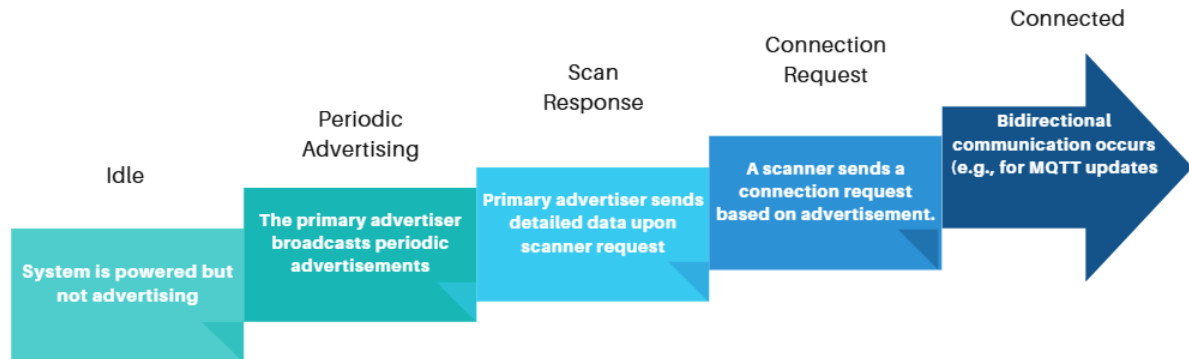 Idle
System is powered but
not advertising
Periodic
Advertising
The primary advertiser
broadcasts periodic
advertisements
Scan
Response
Primary advertiser sends
detailed data upon
scanner request
Connection
Request
A scanner sends a
connection request
based on advertisement.
Connected
Bidirectional
communication occurs
(e.g., for MQTT updates